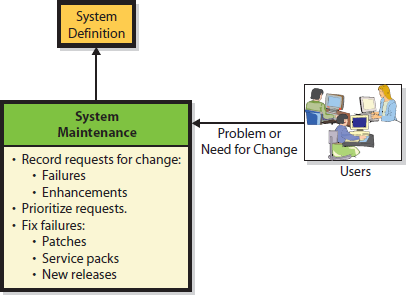 System
Definition
System
Maintenance
• Record requests for change:
• Failures
• Enhancements
• Prioritize requests.
• Fix failures:
• Patches
• Service packs
• New releases
Problem or
Need for Change
Users